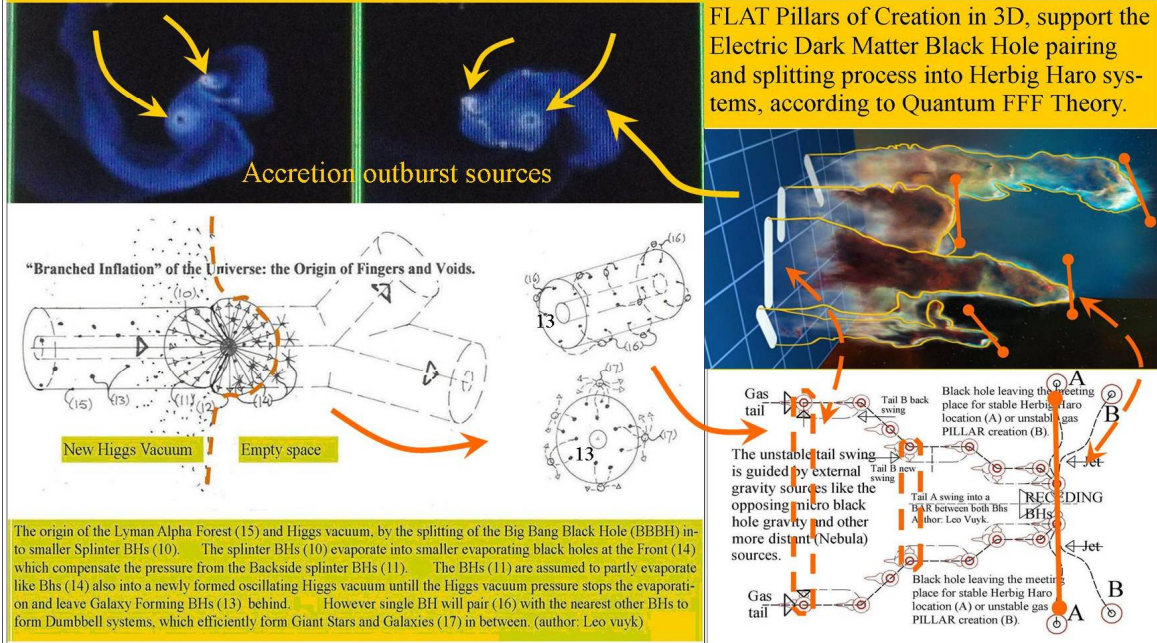 FLAT Pillars of Creation in 3D, support the
Electric Dark Matter Black Hole pairing
and splitting process into Herbig Haro sys-
tems, according to Quantum FFF Theory.
Accretion outburst sources
“Branched Inflation” of the Universe: the Origin of Fingers and Voids.
(10)
(15)
(13)
(11)
(12)
(14)
New Higgs Vacuum
Empty space
(16)
(16)
13
(16)
(17)
(17)
13
Gas
tail
Tail B back
swing
Black hole leaving the meeting
place for stable Herbig Haro
location (A) or unstable gas
PILLAR creation (B).
A
B
The unstable tail swing
is guided by external
gravity sources like the
opposing micro black
hole gravity and other
more distant (Nebula)
sources.
Tail B new
swing
Jet
Tail A swing into a
BAR between both Bhs
Author: Leo Vuyk.
RECEDING
BHs
Jet
Black hole leaving the meeting
place for stable Herbig Haro
location (A) or unstable gas
PILLAR creation (B).
Gas
tail
B
A
The origin of the Lyman Alpha Forest (15) and Higgs vacuum, by the splitting of the Big Bang Black Hole (BBBH) in-
to smaller Splinter BHs (10). The splinter BHs (10) evaporate into smaller evaporating black holes at the Front (14)
which compensate the pressure from the Backside splinter BHs (11). The BHs (11) are assumed to partly evaporate
like Bhs (14) also into a newly formed oscillating Higgs vacuum untill the Higgs vacuum pressure stops the evaporati-
on and leave Galaxy Forming BHs (13) behind. However single BH will pair (16) with the nearest other BHs to
form Dumbbell systems, which efficiently form Giant Stars and Galaxies (17) in between. (author: Leo vuyk)